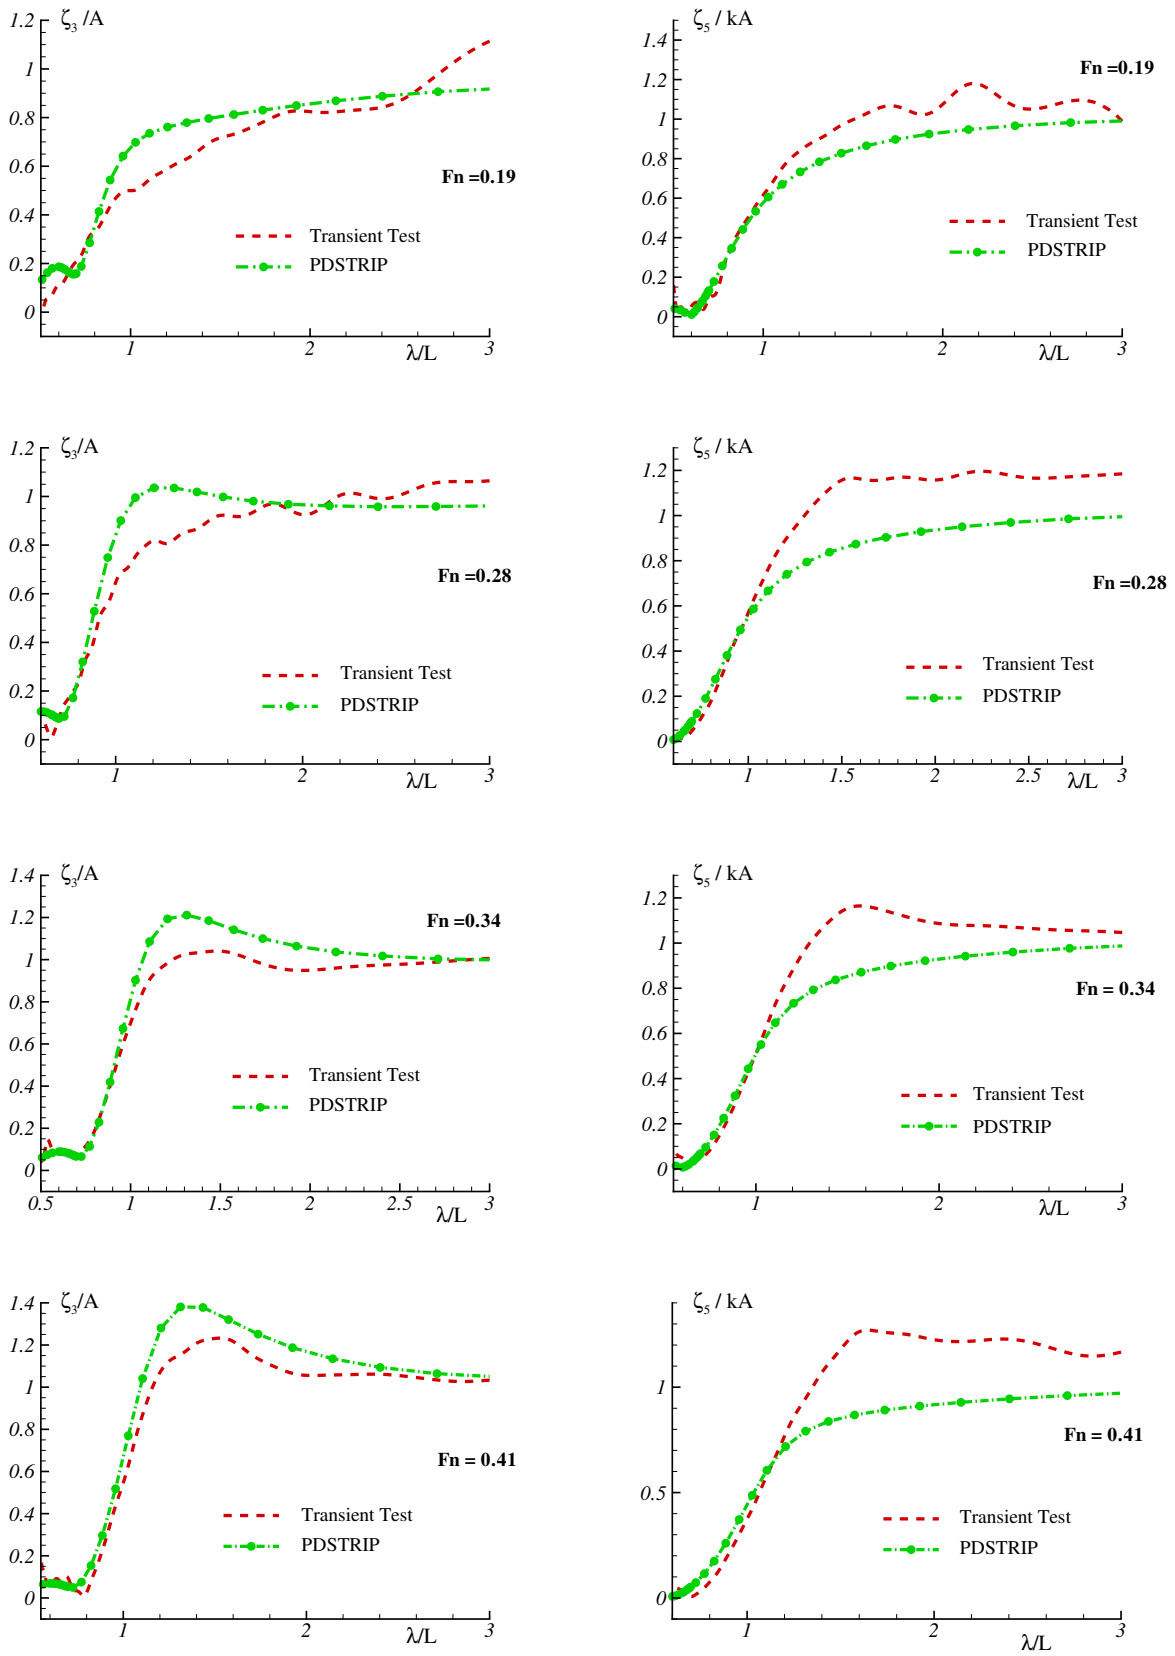 ζ₃ /A
1.2
1
0.8
0.6
0.4
0.2
0
Fn =0.19
Transient Test
PDSTRIP
1
2
3
λ/L
ζ₅ / kA
1.4
1.2
1
0.8
0.6
0.4
0.2
0
Fn =0.19
Transient Test
PDSTRIP
1
2
3
λ/L
ζ₃/A
1.2
1
0.8
0.6
0.4
0.2
0
Fn =0.28
Transient Test
PDSTRIP
1
2
3
λ/L
ζ₅ / kA
1.2
1
0.8
0.6
0.4
0.2
0
Fn =0.28
Transient Test
PDSTRIP
1
1.5
2
2.5
3
λ/L
ζ₃/A
1.4
1.2
1
0.8
0.6
0.4
0.2
0
Fn =0.34
Transient Test
PDSTRIP
0.5
1
1.5
2
2.5
3
λ/L
ζ₅ / kA
1.2
1
0.8
0.6
0.4
0.2
0
Fn = 0.34
Transient Test
PDSTRIP
1
2
3
λ/L
ζ₃/A
1.4
1.2
1
0.8
0.6
0.4
0.2
0
Fn = 0.41
Transient Test
PDSTRIP
1
2
3
λ/L
ζ₅ / kA
1
0.5
0
Fn = 0.41
Transient Test
PDSTRIP
1
2
3
λ/L